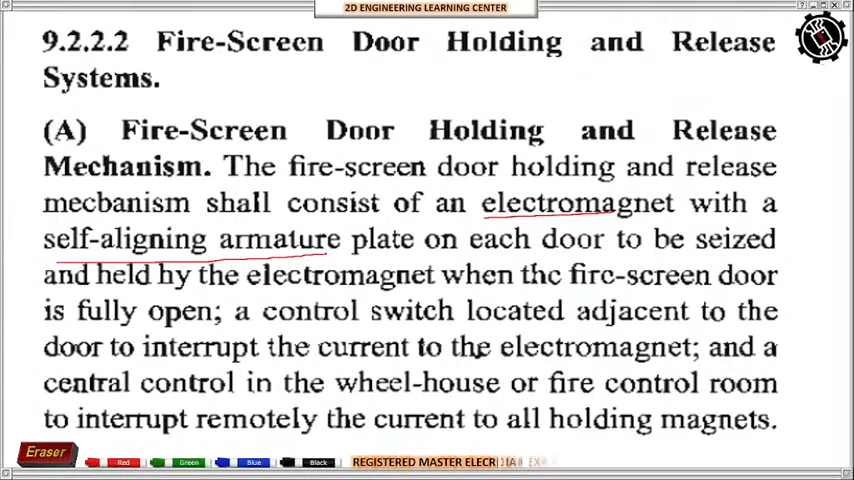 2D ENGINEERING LEARNING CENTER
9.2.2.2 Fire-Screen Door Holding and Release
Systems.
(A) Fire-Screen Door Holding and Release
Mechanism. The fire-screen door holding and release
mecbanism shall consist of an electromagnet with a
self-aligning armature plate on each door to be seized
and held by the electromagnet when the fire-screen door
is fully open; a control switch located adjacent to the
door to interrupt the current to the electromagnet; and a
central control in the wheel-house or fire control room
to interrupt remotely the current to all holding magnets.
Eraser
Red Green Blue Black
REGISTERED MASTER ELECRI